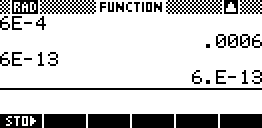 RAD FUNCTION
6E-4
.0006
6E-13
6.E-13
STO▶